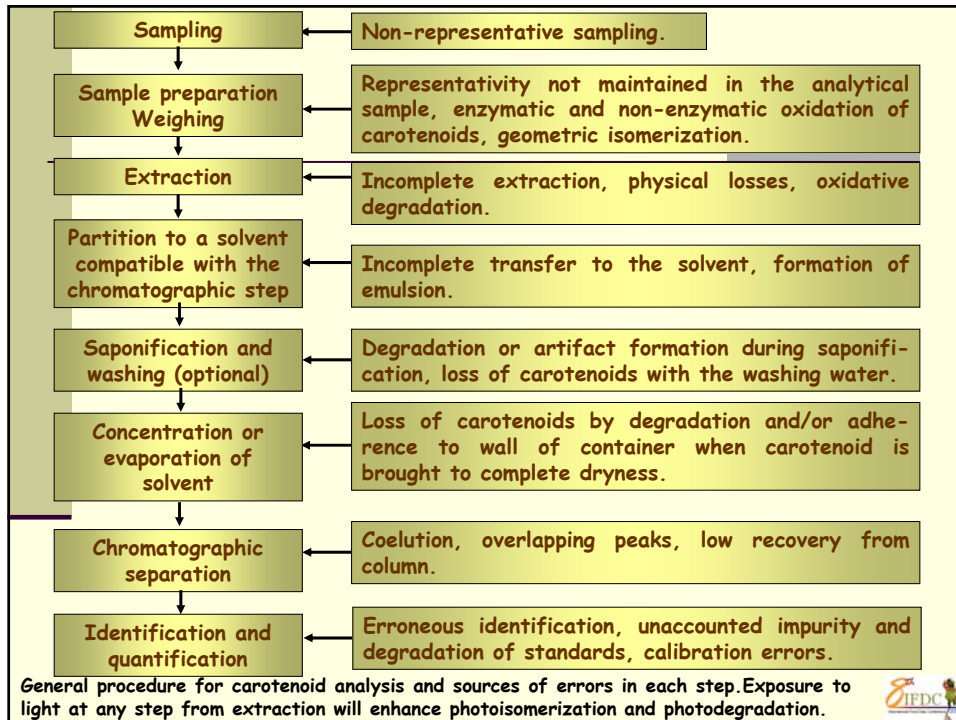 Sampling
Non-representative sampling.
Sample preparation
Weighing
Representativity not maintained in the analytical
sample, enzymatic and non-enzymatic oxidation of
carotenoids, geometric isomerization.
Extraction
Incomplete extraction, physical losses, oxidative
degradation.
Partition to a solvent
compatible with the
chromatographic step
Incomplete transfer to the solvent, formation of
emulsion.
Saponification and
washing (optional)
Degradation or artifact formation during saponifi-
cation, loss of carotenoids with the washing water.
Concentration or
evaporation of
solvent
Loss of carotenoids by degradation and/or adhe-
rence to wall of container when carotenoid is
brought to complete dryness.
Chromatographic
separation
Coelution, overlapping peaks, low recovery from
column.
Identification and
quantification
Erroneous identification, unaccounted impurity and
degradation of standards, calibration errors.
General procedure for carotenoid analysis and sources of errors in each step.Exposure to
light at any step from extraction will enhance photoisomerization and photodegradation.
8th IFDC